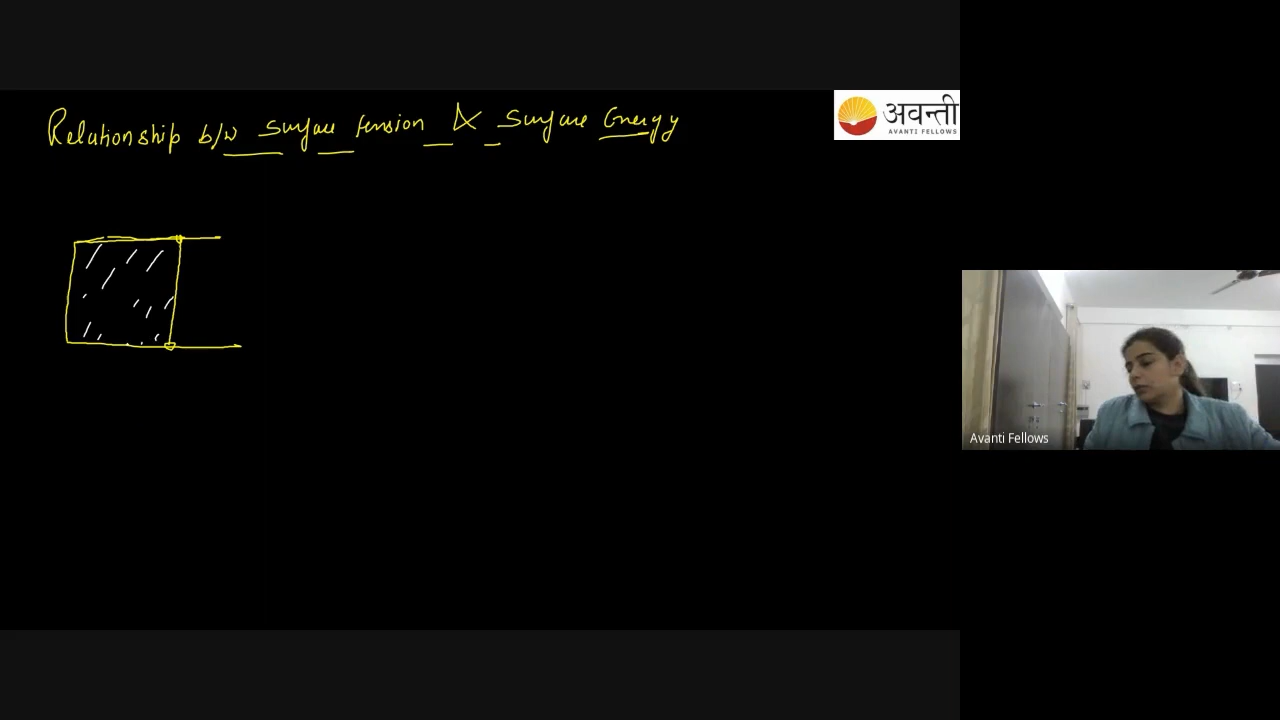 Relationship b/w surface tension & Surface Energy
अवन्ती
AVANTI FELLOWS
Avanti Fellows